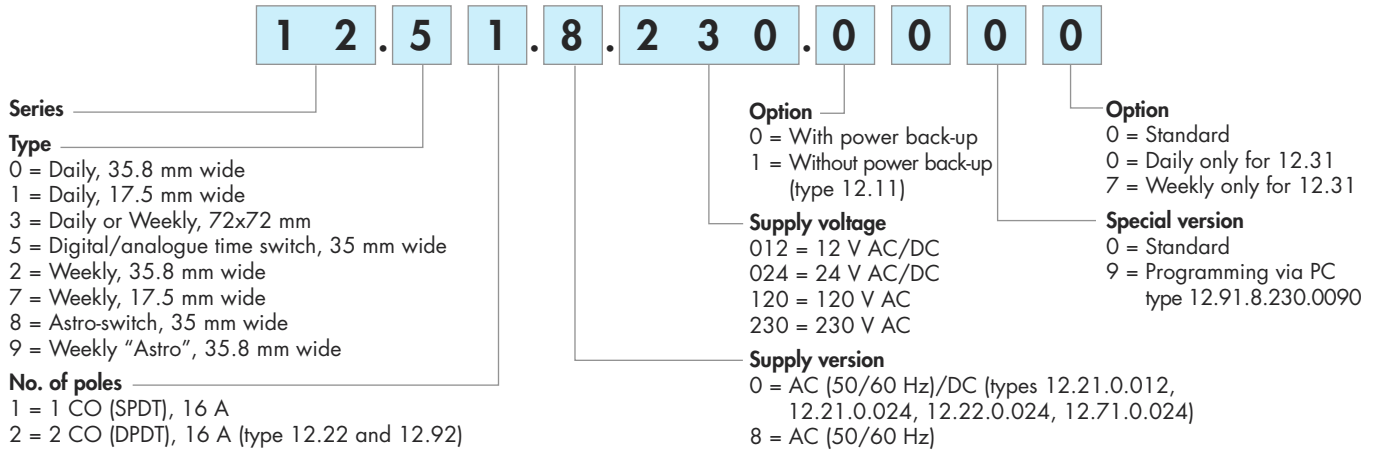 1 2 . 5 1 . 8 . 2 3 0 . 0 0 0 0
Series
Type
0 = Daily, 35.8 mm wide
1 = Daily, 17.5 mm wide
3 = Daily or Weekly, 72x72 mm
5 = Digital/analogue time switch, 35 mm wide
2 = Weekly, 35.8 mm wide
7 = Weekly, 17.5 mm wide
8 = Astro-switch, 35 mm wide
9 = Weekly “Astro”, 35.8 mm wide
No. of poles
1 = 1 CO (SPDT), 16 A
2 = 2 CO (DPDT), 16 A (type 12.22 and 12.92)
Option
0 = With power back-up
1 = Without power back-up
(type 12.11)
Supply voltage
012 = 12 V AC/DC
024 = 24 V AC/DC
120 = 120 V AC
230 = 230 V AC
Supply version
0 = AC (50/60 Hz)/DC (types 12.21.0.012,
12.21.0.024, 12.22.0.024, 12.71.0.024)
8 = AC (50/60 Hz)
Option
0 = Standard
0 = Daily only for 12.31
7 = Weekly only for 12.31
Special version
0 = Standard
9 = Programming via PC
type 12.91.8.230.0090